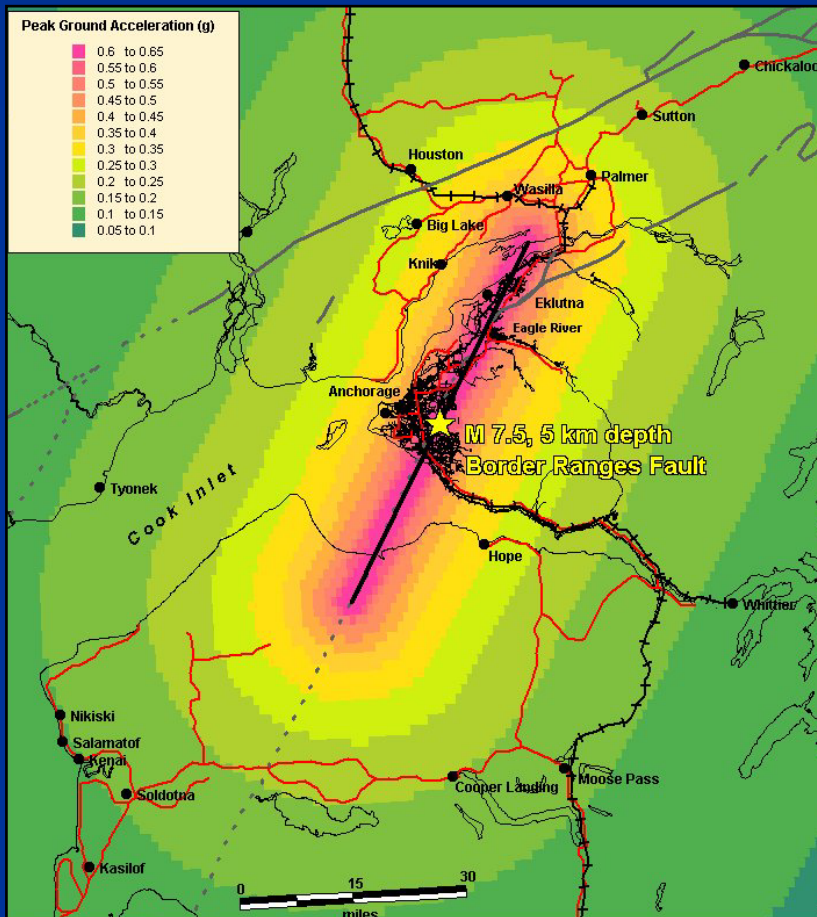 Peak Ground Acceleration (g)
0.6 to 0.65
0.55 to 0.6
0.5 to 0.55
0.45 to 0.5
0.4 to 0.45
0.35 to 0.4
0.3 to 0.35
0.25 to 0.3
0.2 to 0.25
0.15 to 0.2
0.1 to 0.15
0.05 to 0.1
Chickaloo
Sutton
Houston
Palmer
Wasilla
Big Lake
Knik
Eklutna
Eagle River
Anchorage
M 7.5, 5 km depth
Border Ranges Fault
Tyonek
Cook Inlet
Hope
Whittier
Nikiski
Salamatof
Kenai
Cooper Landing
Moose Pass
Soldotna
Kasilof
0 15 30
miles